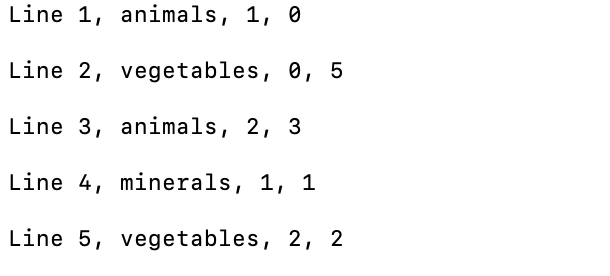 Line 1, animals, 1, 0
Line 2, vegetables, 0, 5
Line 3, animals, 2, 3
Line 4, minerals, 1, 1
Line 5, vegetables, 2, 2